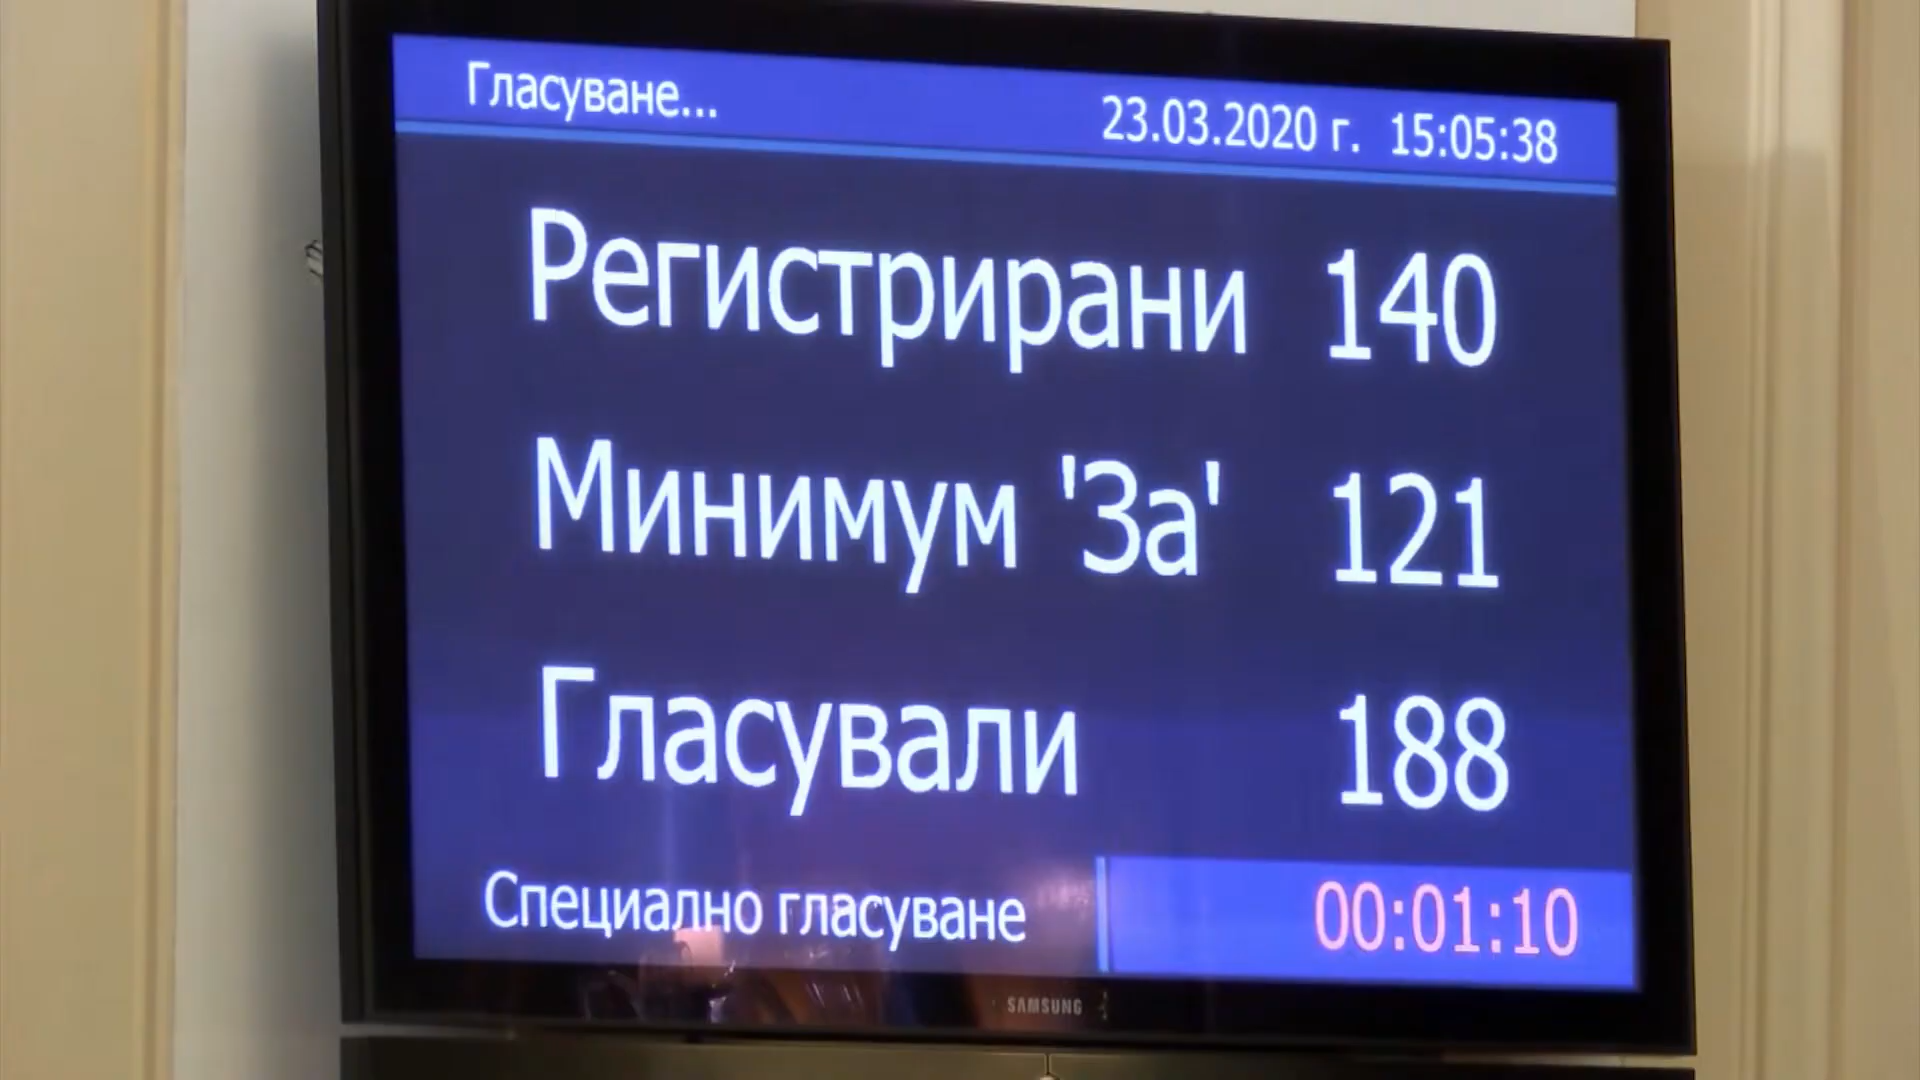 Гласуване... 23.03.2020 г. 15:05:38
Регистрирани 140
Минимум 'За' 121
Гласували 188
Специално гласуване 00:01:10
SAMSUNG